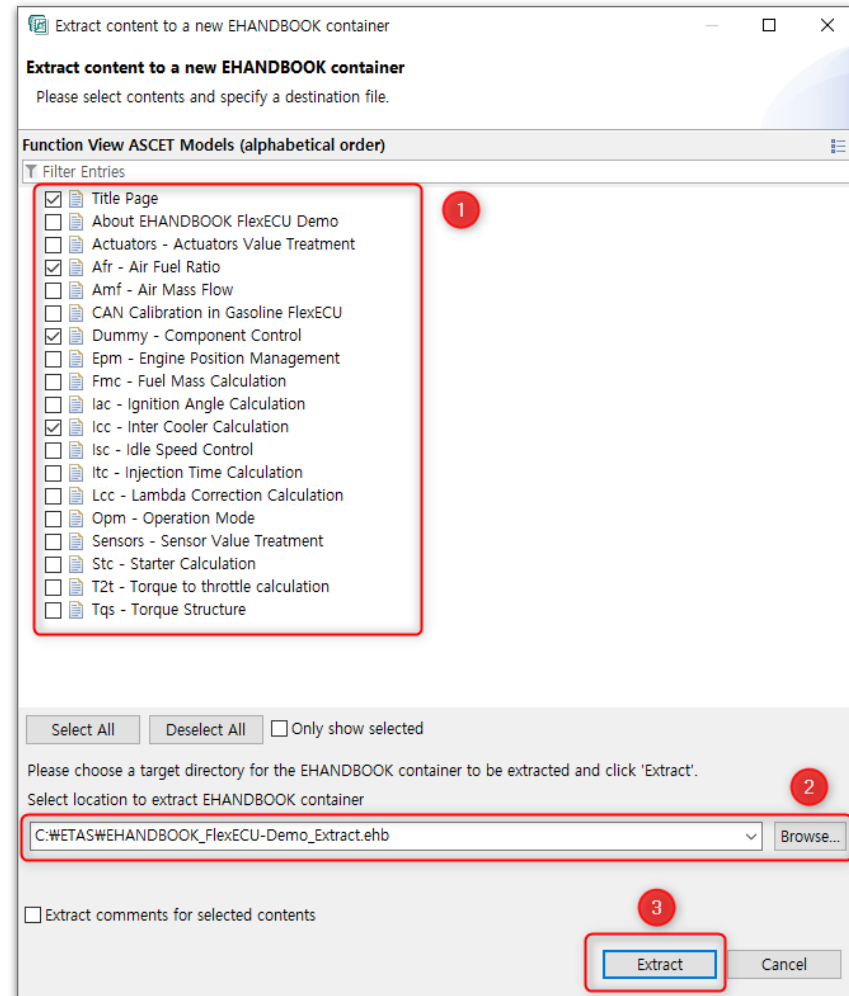 Extract content to a new EHANDBOOK container
Extract content to a new EHANDBOOK container
Please select contents and specify a destination file.
Function View ASCET Models (alphabetical order)
Filter Entries
Title Page
1
About EHANDBOOK FlexECU Demo
Actuators - Actuators Value Treatment
Afr - Air Fuel Ratio
Amf - Air Mass Flow
CAN Calibration in Gasoline FlexECU
Dummy - Component Control
Epm - Engine Position Management
Fmc - Fuel Mass Calculation
Iac - Ignition Angle Calculation
Icc - Inter Cooler Calculation
Isc - Idle Speed Control
Itc - Injection Time Calculation
Lcc - Lambda Correction Calculation
Opm - Operation Mode
Sensors - Sensor Value Treatment
Stc - Starter Calculation
T2t - Torque to throttle calculation
Tqs - Torque Structure
Select All Deselect All Only show selected
Please choose a target directory for the EHANDBOOK container to be extracted and click 'Extract'.
2
Select location to extract EHANDBOOK container
C:₩ETAS₩EHANDBOOK_FlexECU-Demo_Extract.ehb Browse...
3
Extract comments for selected contents
Extract Cancel